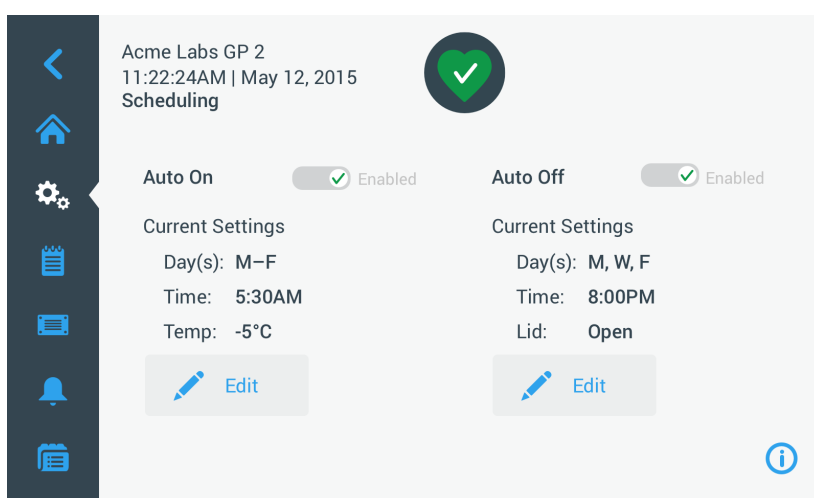 Acme Labs GP 2
11:22:24AM | May 12, 2015
Scheduling
Auto On Enabled
Current Settings
Day(s): M–F
Time: 5:30AM
Temp: -5°C
Edit
Auto Off Enabled
Current Settings
Day(s): M, W, F
Time: 8:00PM
Lid: Open
Edit